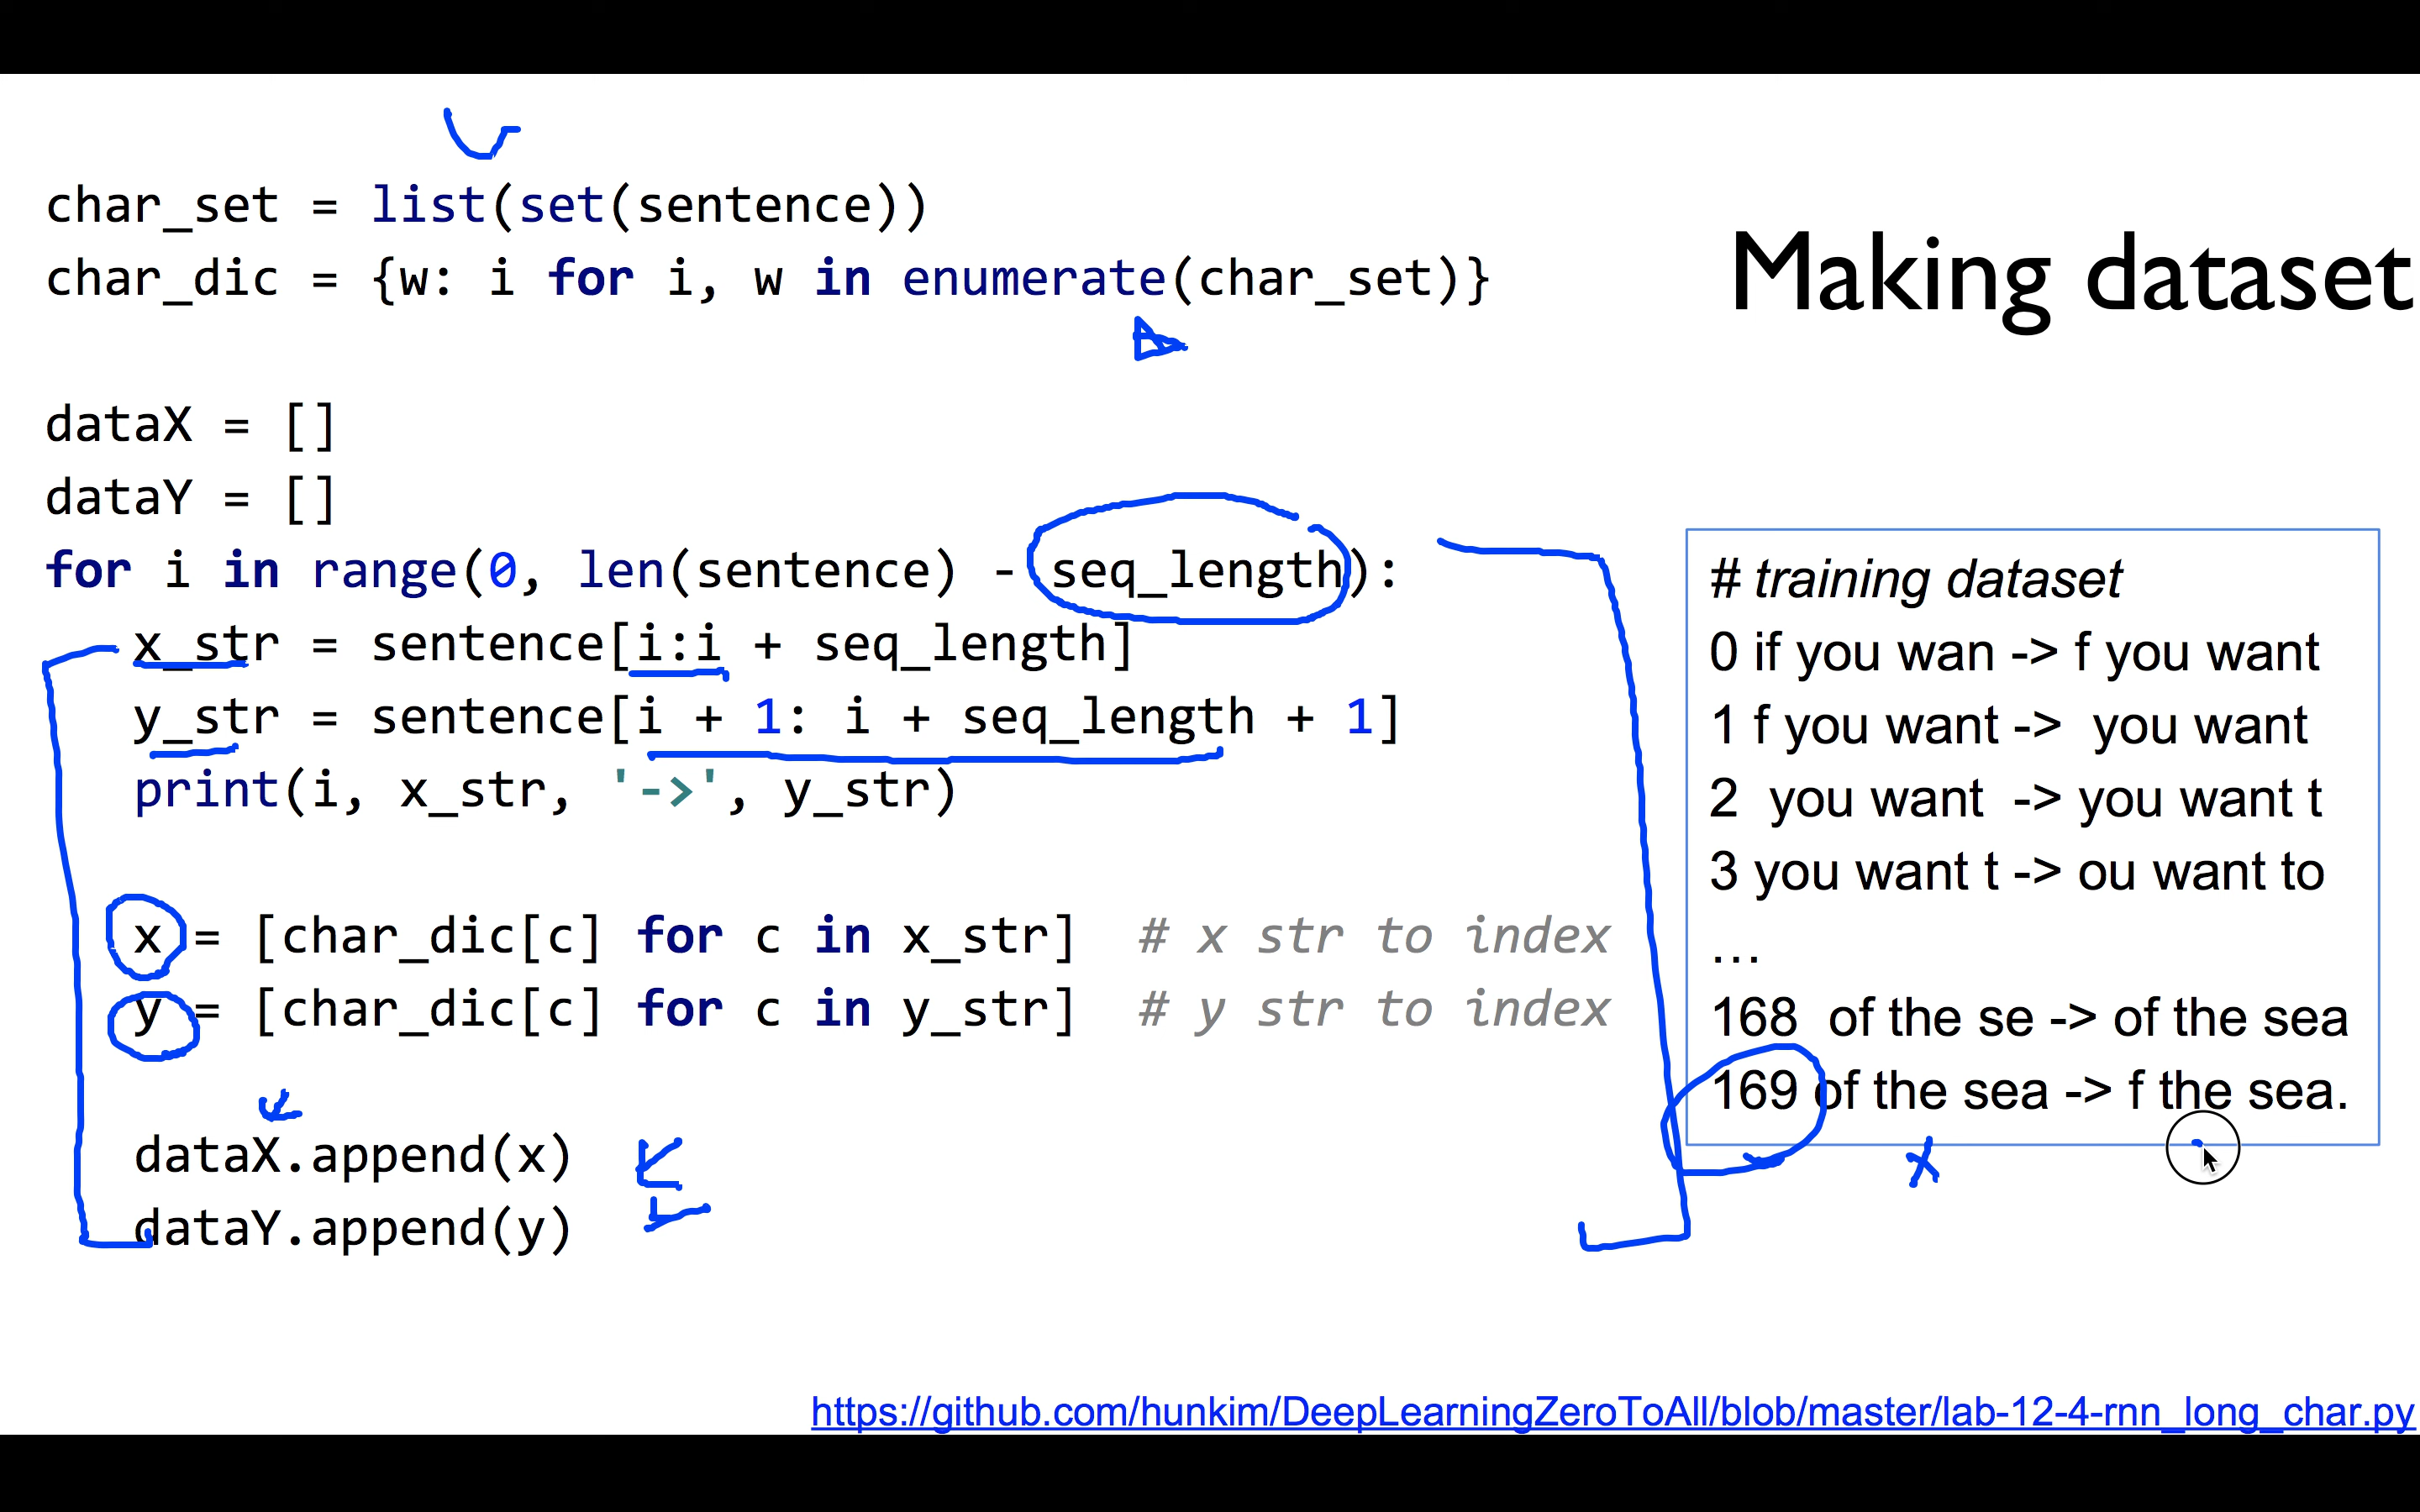 char_set = list(set(sentence))
char_dic = {w: i for i, w in enumerate(char_set)}
Making dataset
dataX = []
dataY = []
for i in range(0, len(sentence) - seq_length):
    x_str = sentence[i:i + seq_length]
    y_str = sentence[i + 1: i + seq_length + 1]
    print(i, x_str, '->', y_str)
    x = [char_dic[c] for c in x_str]  # x str to index
    y = [char_dic[c] for c in y_str]  # y str to index
    dataX.append(x)
    dataY.append(y)
# training dataset
0 if you wan -> f you want
1 f you want ->  you want
2  you want  -> you want t
3 you want t -> ou want to
…
168  of the se -> of the sea
169 of the sea -> f the sea.
https://github.com/hunkim/DeepLearningZeroToAll/blob/master/lab-12-4-rnn_long_char.py